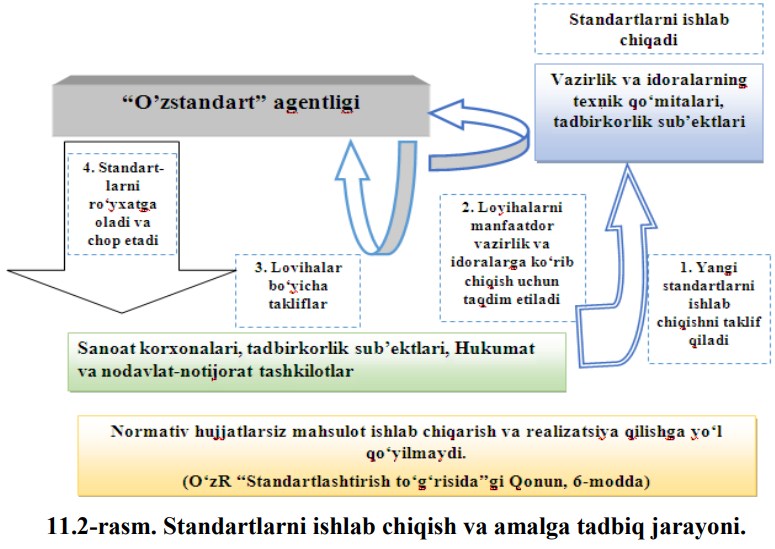 Standartlarni ishlab
chiqadi
“O’zstandart” agentligi
Vazirlik va idoralarning
texnik qo‘mitalari,
tadbirkorlik sub’ektlari
4. Standart-
larni
ro‘yxatga
oladi va
chop etadi
2. Loyihalarni
manfaatdor
vazirlik va
idoralarga ko‘rib
chiqish uchun
taqdim etiladi
3. Lovihalar
bo‘yicha
takliflar
1. Yangi
standartlarni
ishlab
chiqishni taklif
qiladi
Sanoat korxonalari, tadbirkorlik sub’ektlari, Hukumat
va nodavlat-notijorat tashkilotlar
Normativ hujjatlarsiz mahsulot ishlab chiqarish va realizatsiya qilishga yo‘l
qo‘yilmaydi.
(O‘zR “Standartlashtirish to‘g‘risida”gi Qonun, 6-modda)
11.2-rasm. Standartlarni ishlab chiqish va amalga tadbiq jarayoni.